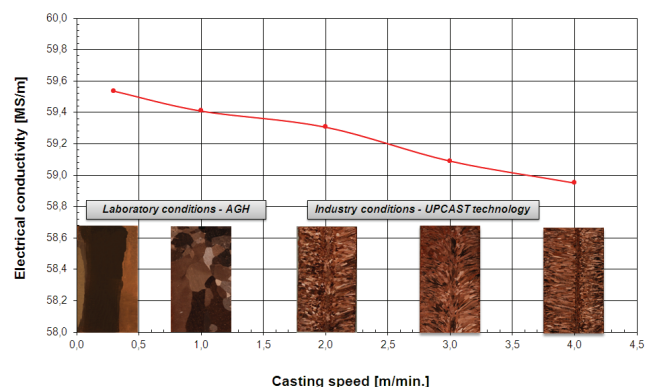 60,0
59,8
59,6
59,4
59,2
59,0
58,8
58,6
58,4
58,2
58,0
Electrical conductivity [MS/m]
Laboratory conditions - AGH
Industry conditions - UPCAST technology
0,0 0,5 1,0 1,5 2,0 2,5 3,0 3,5 4,0 4,5
Casting speed [m/min.]